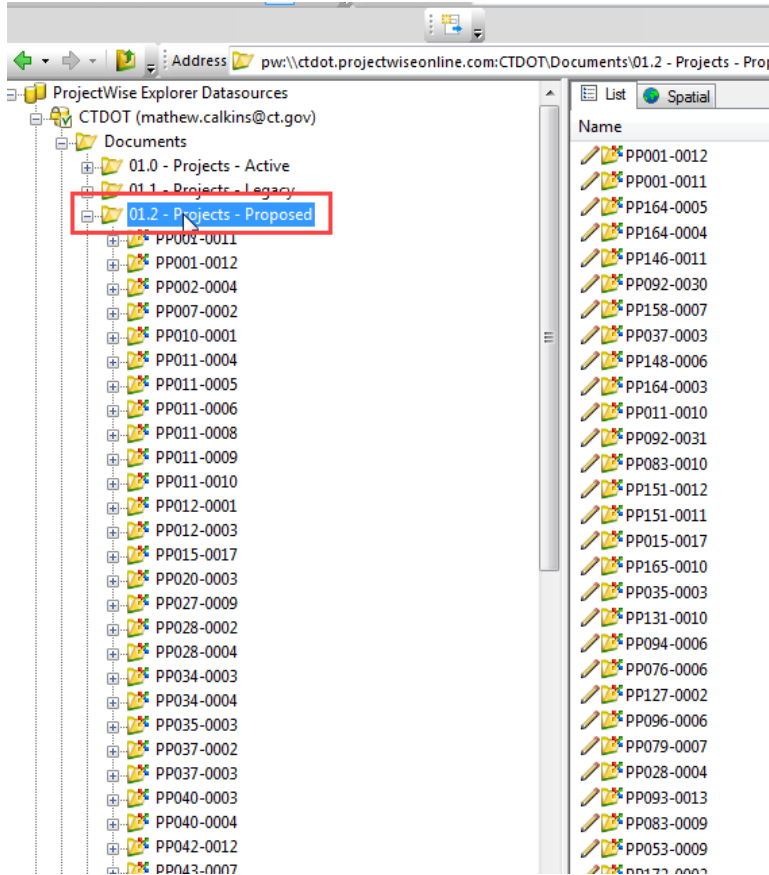 Address pw:\\ctdot.projectwiseonline.com:CTDOT\Documents\01.2 - Projects - Prop
ProjectWise Explorer Datasources
CTDOT (mathew.calkins@ct.gov)
Documents
01.0 - Projects - Active
01.1 - Projects - Legacy
01.2 - Projects - Proposed
PP001-0011
PP001-0012
PP002-0004
PP007-0002
PP010-0001
PP011-0004
PP011-0005
PP011-0006
PP011-0008
PP011-0009
PP011-0010
PP012-0001
PP012-0003
PP015-0017
PP020-0003
PP027-0009
PP028-0002
PP028-0004
PP034-0003
PP034-0004
PP035-0003
PP037-0002
PP037-0003
PP040-0003
PP040-0004
PP042-0012
PP043-0007
List Spatial
Name
PP001-0012
PP001-0011
PP164-0005
PP164-0004
PP146-0011
PP092-0030
PP158-0007
PP037-0003
PP148-0006
PP164-0003
PP011-0010
PP092-0031
PP083-0010
PP151-0012
PP151-0011
PP015-0017
PP165-0010
PP035-0003
PP131-0010
PP094-0006
PP076-0006
PP127-0002
PP096-0006
PP079-0007
PP028-0004
PP093-0013
PP083-0009
PP053-0009
PP172-0002